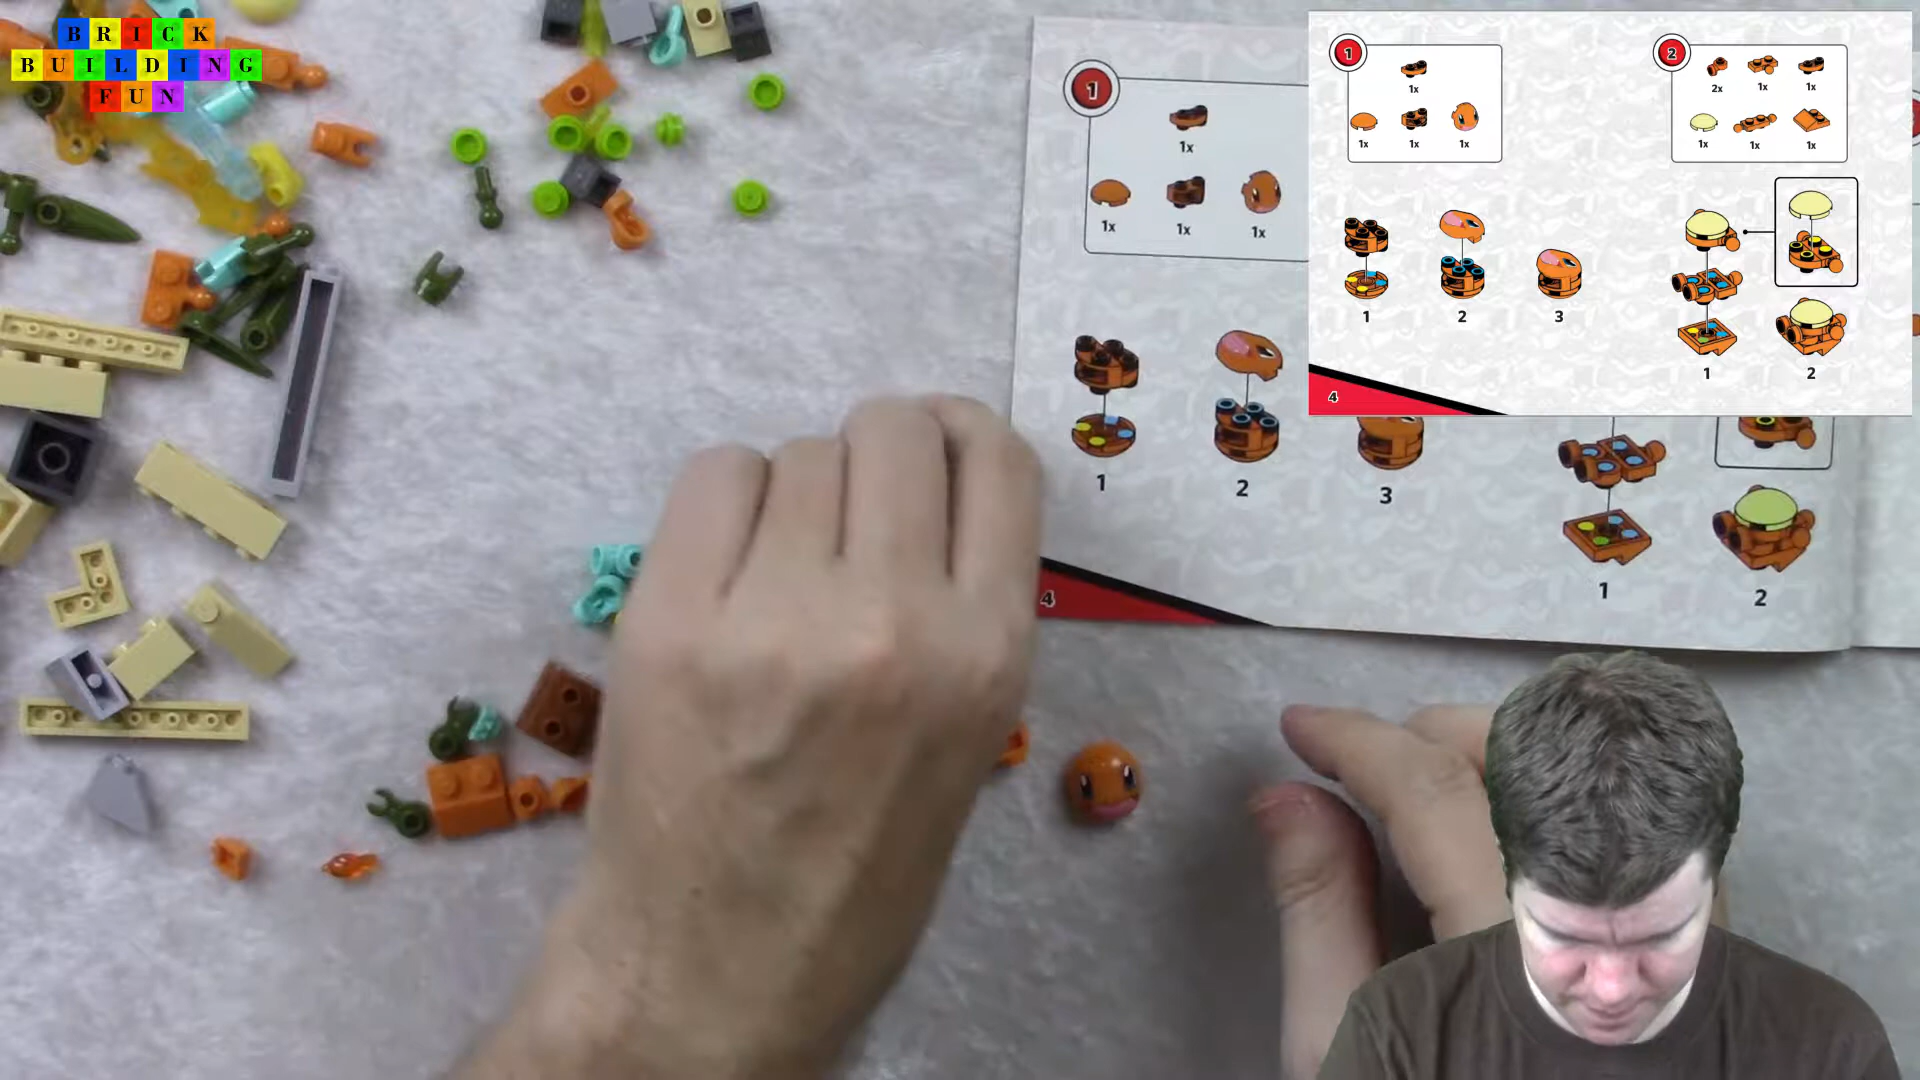 BRICK
BUILDING
FUN
1
1x
1x 1x 1x
1 2 3
1 2
4
1 2
1x 2x 1x 1x
1x 1x 1x 1x 1x 1x
1 2 3
1 2
4